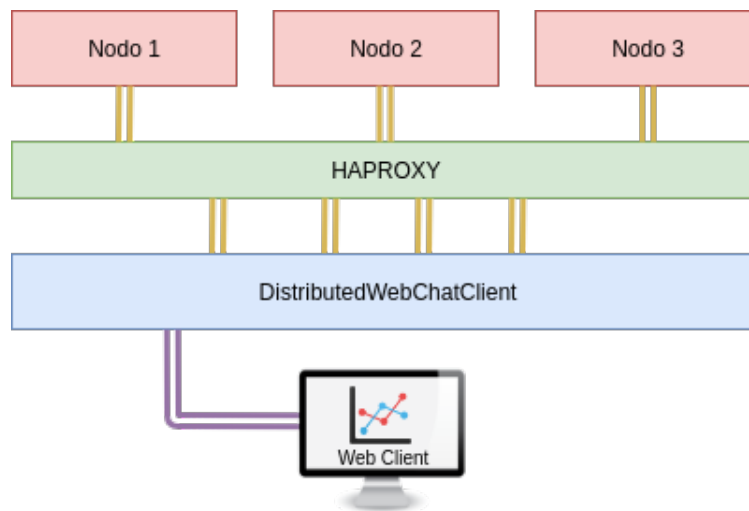 Nodo 1
Nodo 2
Nodo 3
HAPROXY
DistributedWebChatClient
Web Client